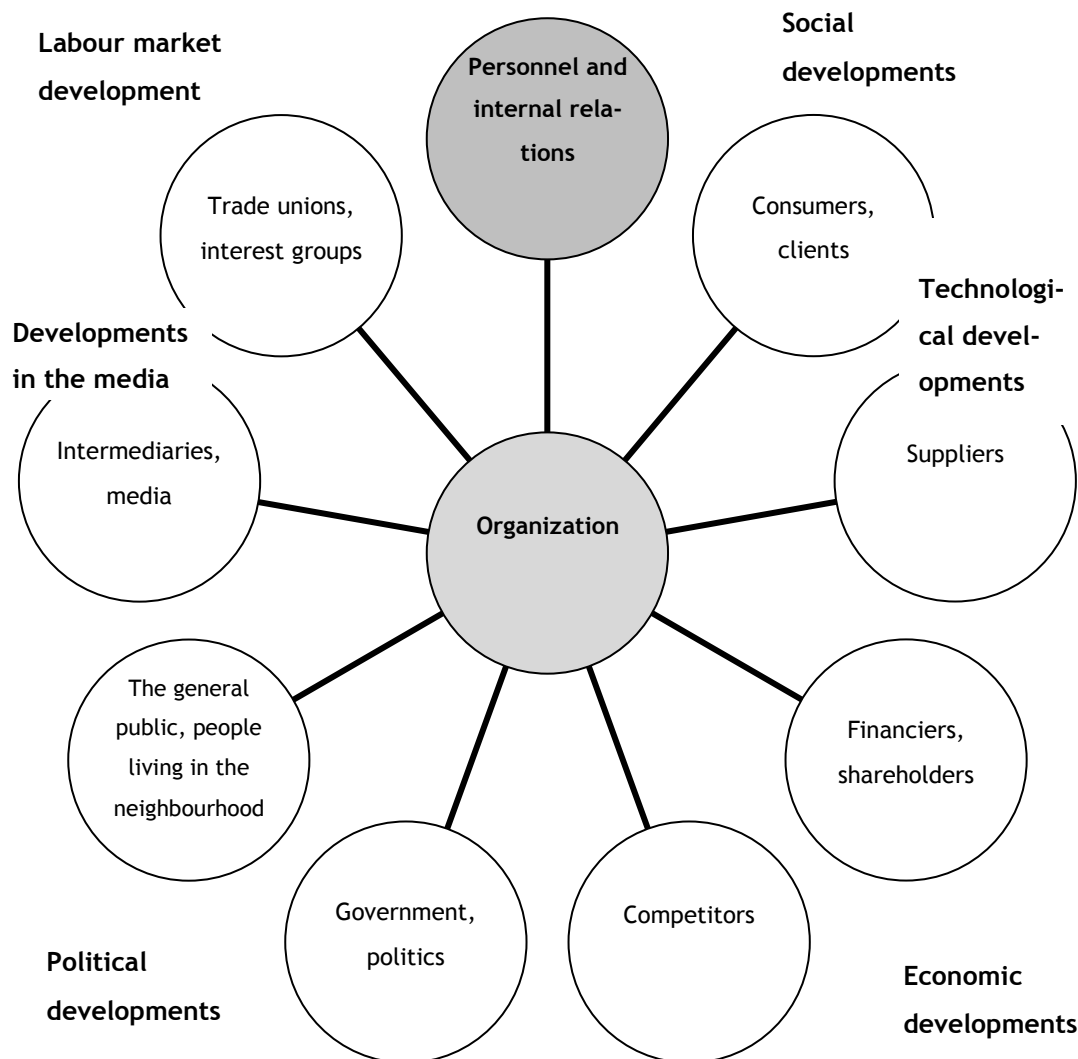 Labour market
development
Personnel and
internal rela-
tions
Social
developments
Trade unions,
interest groups
Consumers,
clients
Developments
in the media
Technologi-
cal devel-
opments
Intermediaries,
media
Organization
Suppliers
The general
public, people
living in the
neighbourhood
Financiers,
shareholders
Government,
politics
Competitors
Political
developments
Economic
developments